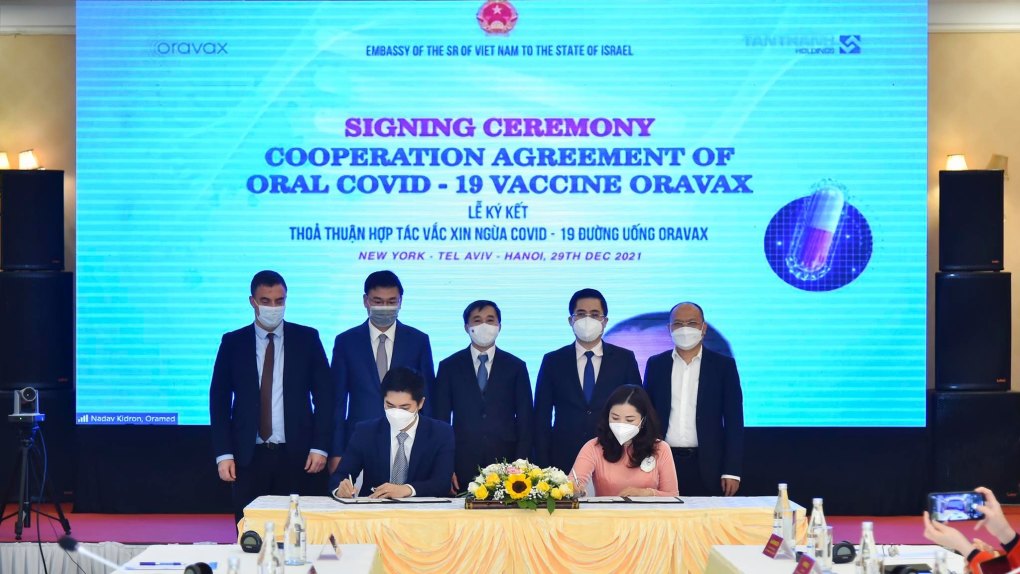 oravax
TANTHANH
HOLDINGS
EMBASSY OF THE SR OF VIET NAM TO THE STATE OF ISRAEL
SIGNING CEREMONY
COOPERATION AGREEMENT OF
ORAL COVID - 19 VACCINE ORAVAX
LỄ KÝ KẾT
THOẢ THUẬN HỢP TÁC VẮC XIN NGỪA COVID - 19 ĐƯỜNG UỐNG ORAVAX
NEW YORK - TEL AVIV - HANOI, 29TH DEC 2021
Nadav Kidron, Oramed